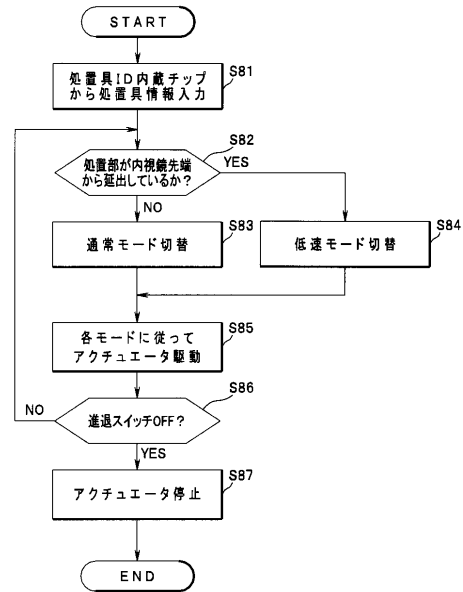 START
処置具ID内蔵チップ
から処置具情報入力
S81
処置部が内視鏡先端
から延出しているか?
S82
YES
NO
通常モード切替
S83
低速モード切替
S84
各モードに従って
アクチュエータ駆動
S85
進退スイッチOFF?
S86
NO
YES
アクチュエータ停止
S87
END